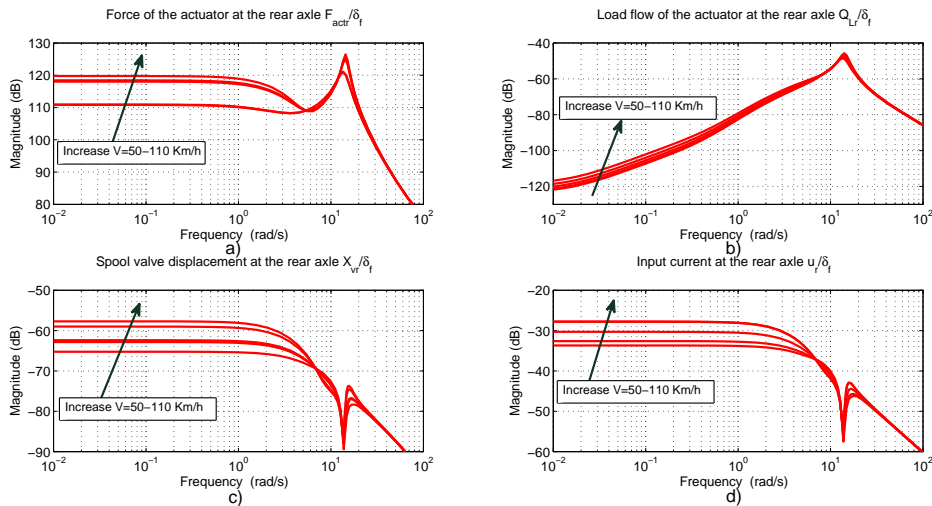 Force of the actuator at the rear axle F_actr/δ_f
130
120
110
100
90
80
Magnitude (dB)
Increase V=50−110 Km/h
10^−2
10^−1
10^0
10^1
10^2
Frequency (rad/s)
a)
Load flow of the actuator at the rear axle Q_Lr/δ_f
−40
−60
−80
−100
−120
Magnitude (dB)
Increase V=50−110 Km/h
10^−2
10^−1
10^0
10^1
10^2
Frequency (rad/s)
b)
Spool valve displacement at the rear axle X_vr/δ_f
−50
−60
−70
−80
−90
Magnitude (dB)
Increase V=50−110 Km/h
10^−2
10^−1
10^0
10^1
10^2
Frequency (rad/s)
c)
Input current at the rear axle u_r/δ_f
−20
−30
−40
−50
−60
Magnitude (dB)
Increase V=50−110 Km/h
10^−2
10^−1
10^0
10^1
10^2
Frequency (rad/s)
d)